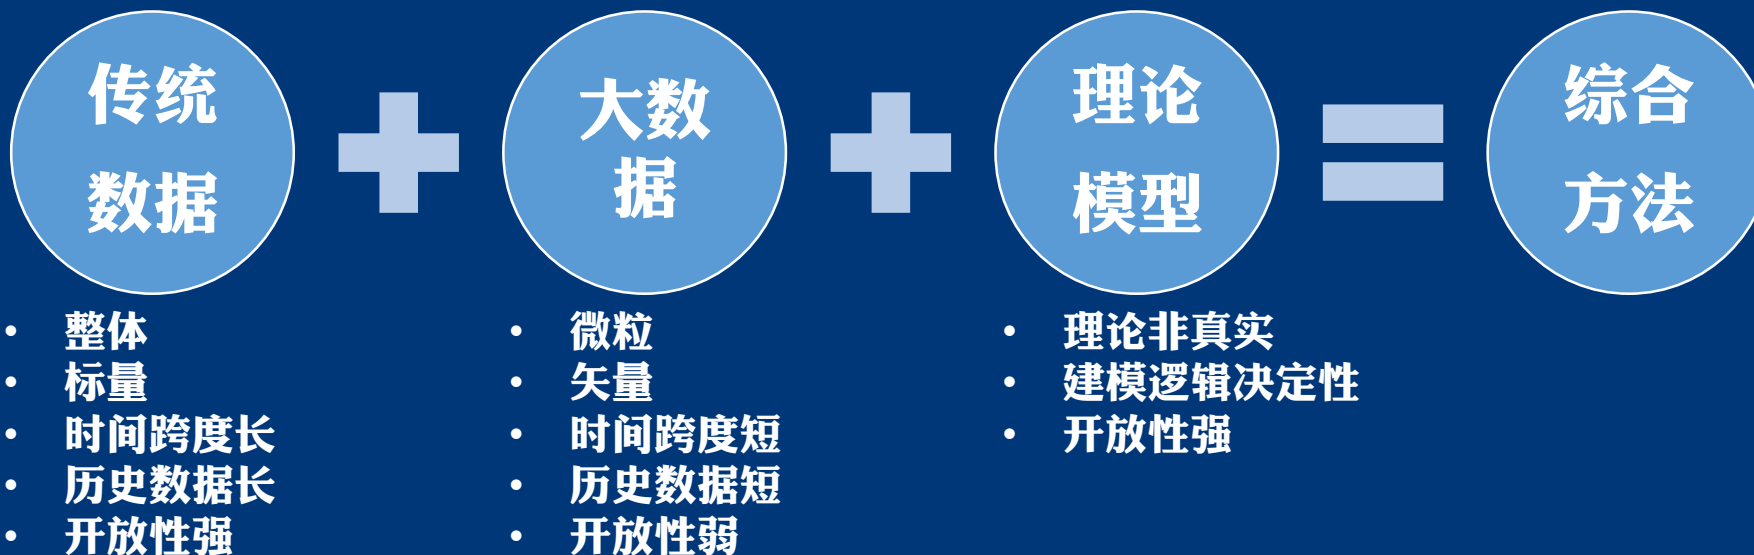 传统
数据
大数
据
理论
模型
综合
方法
• 整体
• 标量
• 时间跨度长
• 历史数据长
• 开放性强
• 微粒
• 矢量
• 时间跨度短
• 历史数据短
• 开放性弱
• 理论非真实
• 建模逻辑决定性
• 开放性强